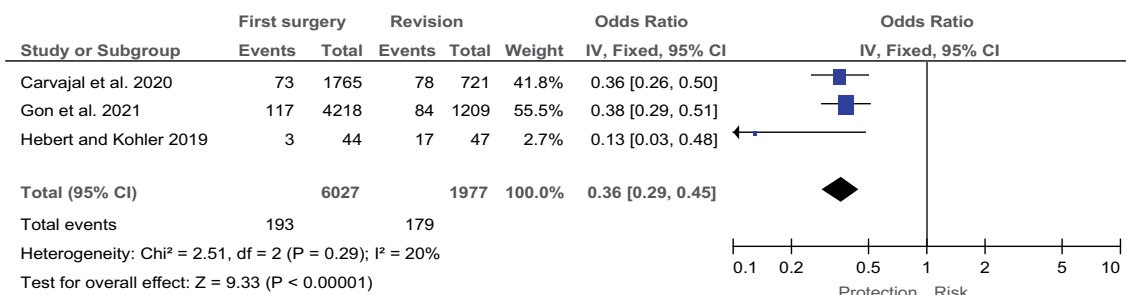 First surgery Revision Odds Ratio Odds Ratio
Study or Subgroup Events Total Events Total Weight IV, Fixed, 95% CI IV, Fixed, 95% CI
Carvajal et al. 2020 73 1765 78 721 41.8% 0.36 [0.26, 0.50]
Gon et al. 2021 117 4218 84 1209 55.5% 0.38 [0.29, 0.51]
Hebert and Kohler 2019 3 44 17 47 2.7% 0.13 [0.03, 0.48]
Total (95% CI) 6027 1977 100.0% 0.36 [0.29, 0.45]
Total events 193 179
Heterogeneity: Chi² = 2.51, df = 2 (P = 0.29); I² = 20%
Test for overall effect: Z = 9.33 (P < 0.00001)
0.1 0.2 0.5 1 2 5 10
Protection Risk